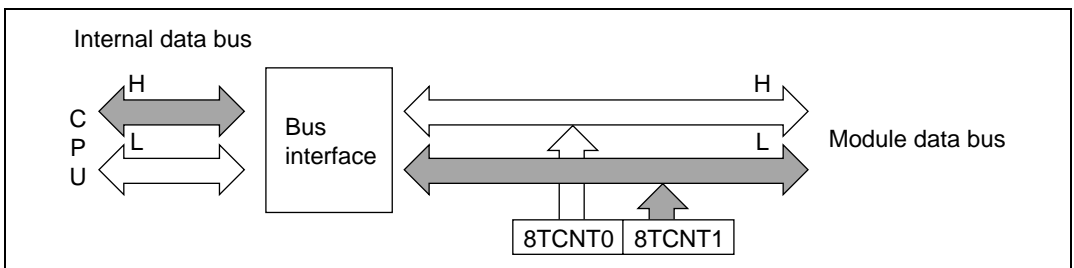 Internal data bus
H
H
C
P
U
L
Bus
interface
L
Module data bus
8TCNT0
8TCNT1